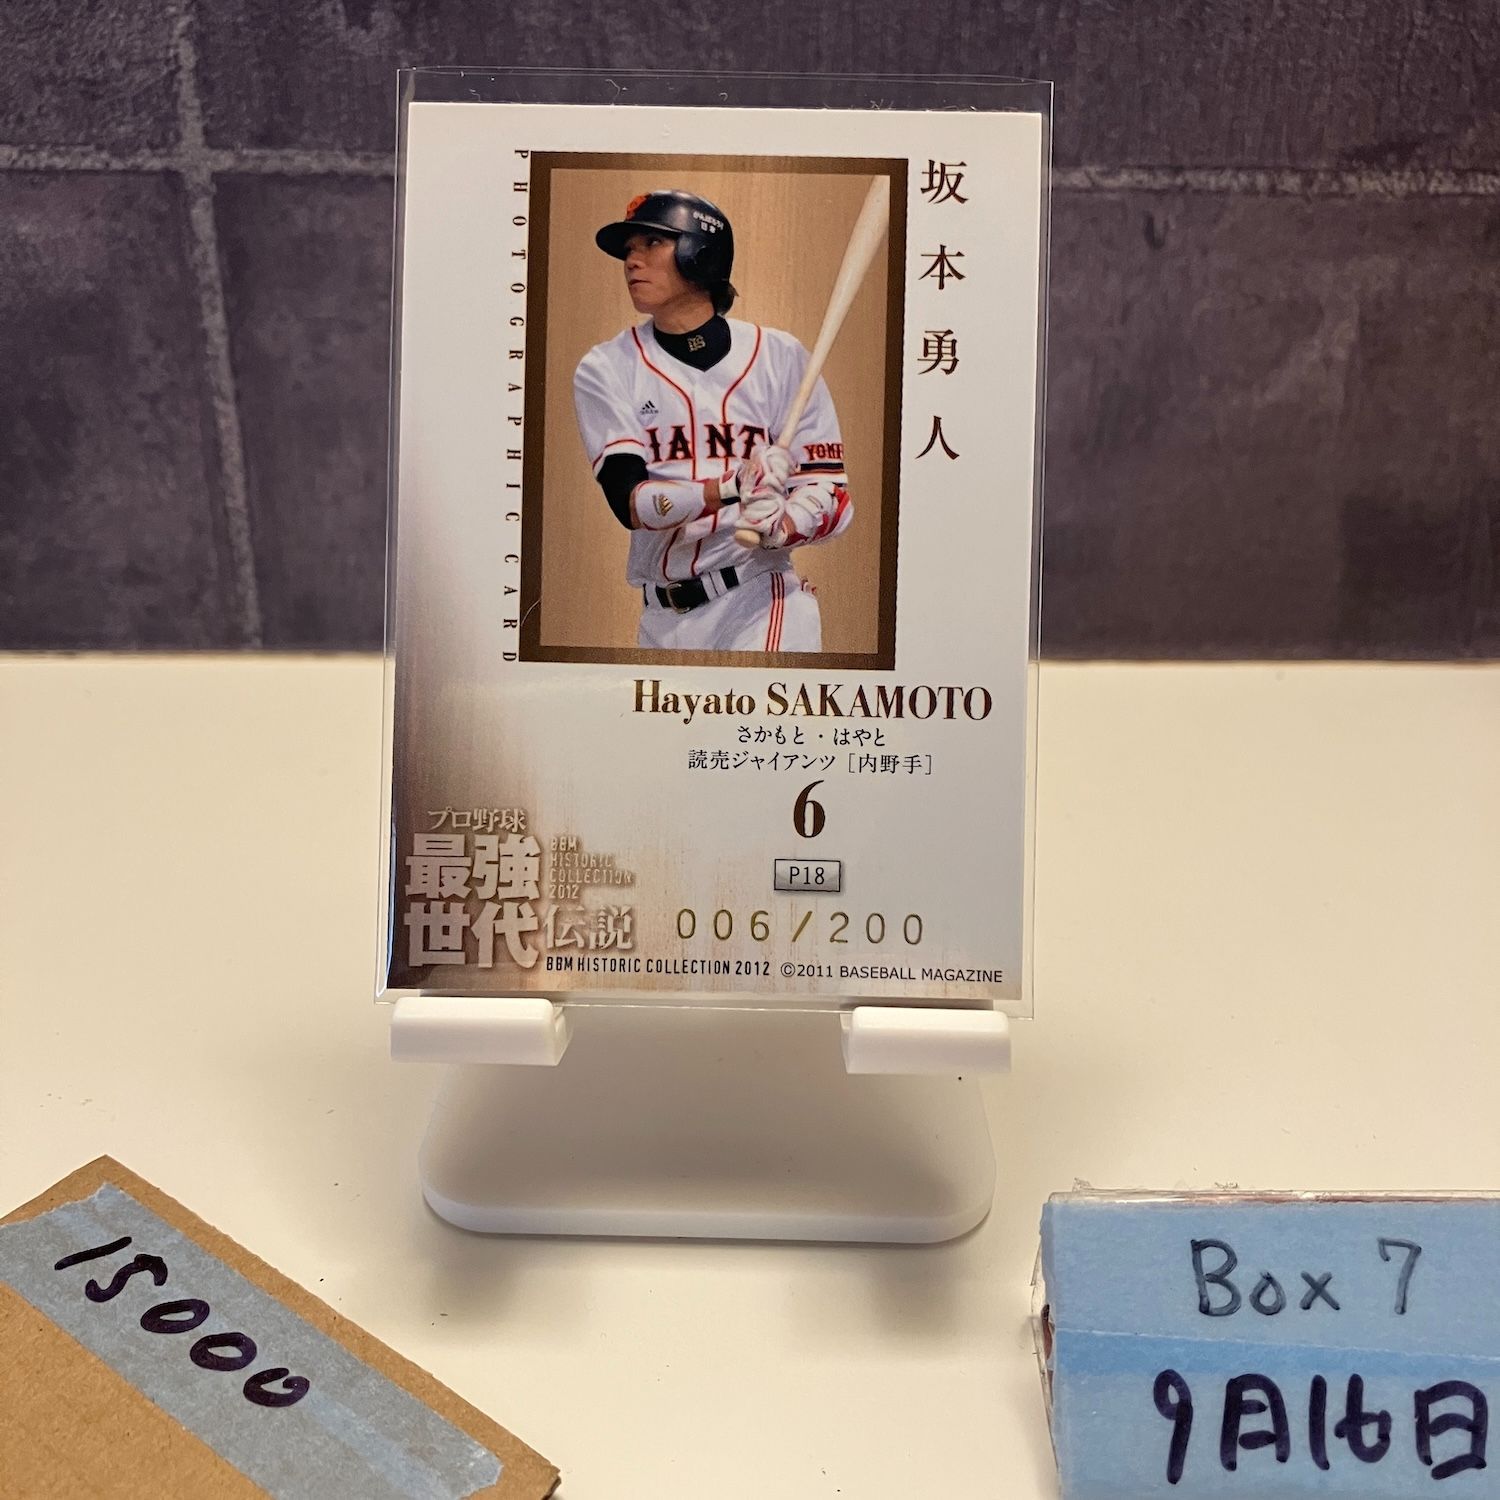 PHOTOGRAPHIC CARD
坂本勇人
adidas
GIANTS
YOMI
Hayato SAKAMOTO
さかもと・はやと
読売ジャイアンツ [内野手]
6
P18
プロ野球
最強
世代伝説
BBM
HISTORIC
COLLECTION
2012
006/200
BBM HISTORIC COLLECTION 2012 ©2011 BASEBALL MAGAZINE
15000
Box 7
9月16日